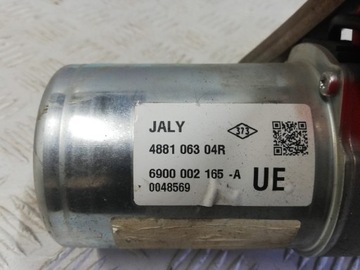 JALY
373
4881 063 04R
6900 002 165 -A
0048569
UE